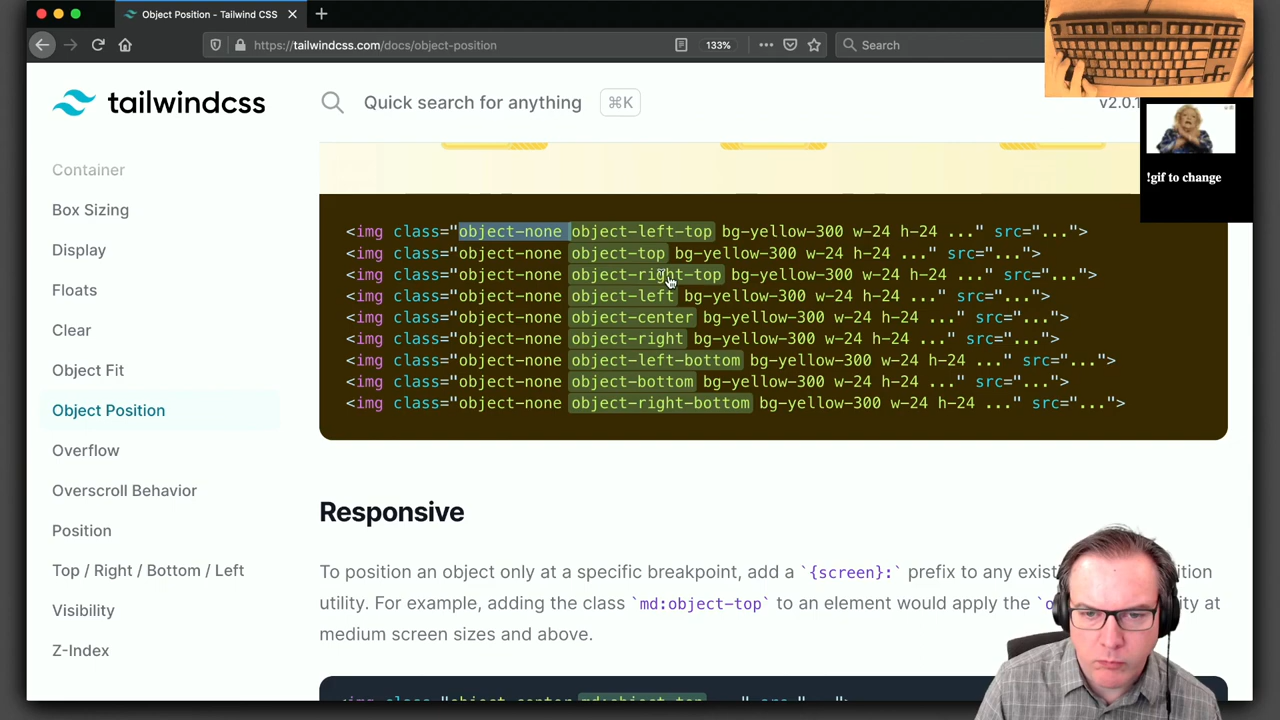 Object Position - Tailwind CSS
https://tailwindcss.com/docs/object-position
133%
Search
tailwindcss
Quick search for anything
⌘K
v2.0.1
!gif to change
Container
Box Sizing
Display
Floats
Clear
Object Fit
Object Position
Overflow
Overscroll Behavior
Position
Top / Right / Bottom / Left
Visibility
Z-Index
<img class="object-none object-left-top bg-yellow-300 w-24 h-24 ..." src="...">
<img class="object-none object-top bg-yellow-300 w-24 h-24 ..." src="...">
<img class="object-none object-right-top bg-yellow-300 w-24 h-24 ..." src="...">
<img class="object-none object-left bg-yellow-300 w-24 h-24 ..." src="...">
<img class="object-none object-center bg-yellow-300 w-24 h-24 ..." src="...">
<img class="object-none object-right bg-yellow-300 w-24 h-24 ..." src="...">
<img class="object-none object-left-bottom bg-yellow-300 w-24 h-24 ..." src="...">
<img class="object-none object-bottom bg-yellow-300 w-24 h-24 ..." src="...">
<img class="object-none object-right-bottom bg-yellow-300 w-24 h-24 ..." src="...">
Responsive
To position an object only at a specific breakpoint, add a `{screen}:` prefix to any
utility. For example, adding the class `md:object-top` to an element would apply the at
medium screen sizes and above.